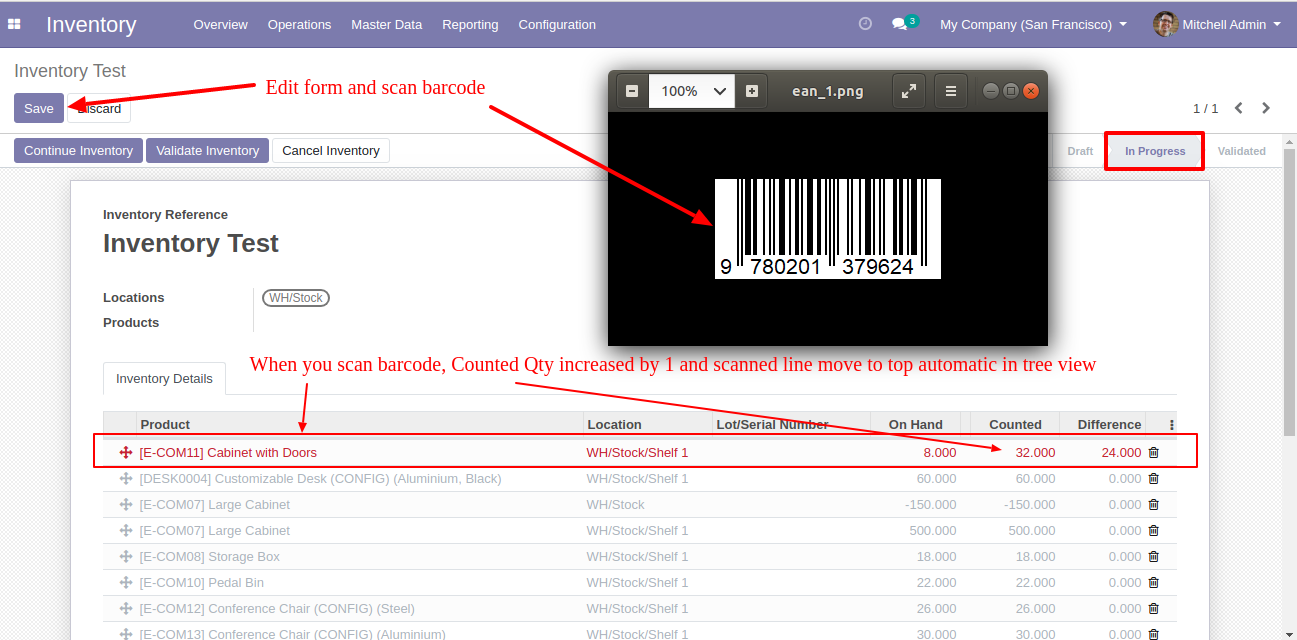 Inventory Overview Operations Master Data Reporting Configuration 3 My Company (San Francisco) Mitchell Admin
Inventory Test
Edit form and scan barcode
Save Discard
100% ean_1.png
1 / 1
Continue Inventory Validate Inventory Cancel Inventory
Draft In Progress Validated
9 780201 379624
Inventory Reference
Inventory Test
Locations WH/Stock
Products
When you scan barcode, Counted Qty increased by 1 and scanned line move to top automatic in tree view
Inventory Details
Product Location Lot/Serial Number On Hand Counted Difference
[E-COM11] Cabinet with Doors WH/Stock/Shelf 1 8.000 32.000 24.000
[DESK0004] Customizable Desk (CONFIG) (Aluminium, Black) WH/Stock/Shelf 1 60.000 60.000 0.000
[E-COM07] Large Cabinet WH/Stock -150.000 -150.000 0.000
[E-COM07] Large Cabinet WH/Stock/Shelf 1 500.000 500.000 0.000
[E-COM08] Storage Box WH/Stock/Shelf 1 18.000 18.000 0.000
[E-COM10] Pedal Bin WH/Stock/Shelf 1 22.000 22.000 0.000
[E-COM12] Conference Chair (CONFIG) (Steel) WH/Stock/Shelf 1 26.000 26.000 0.000
[E-COM13] Conference Chair (CONFIG) (Aluminium) WH/Stock/Shelf 1 30.000 30.000 0.000